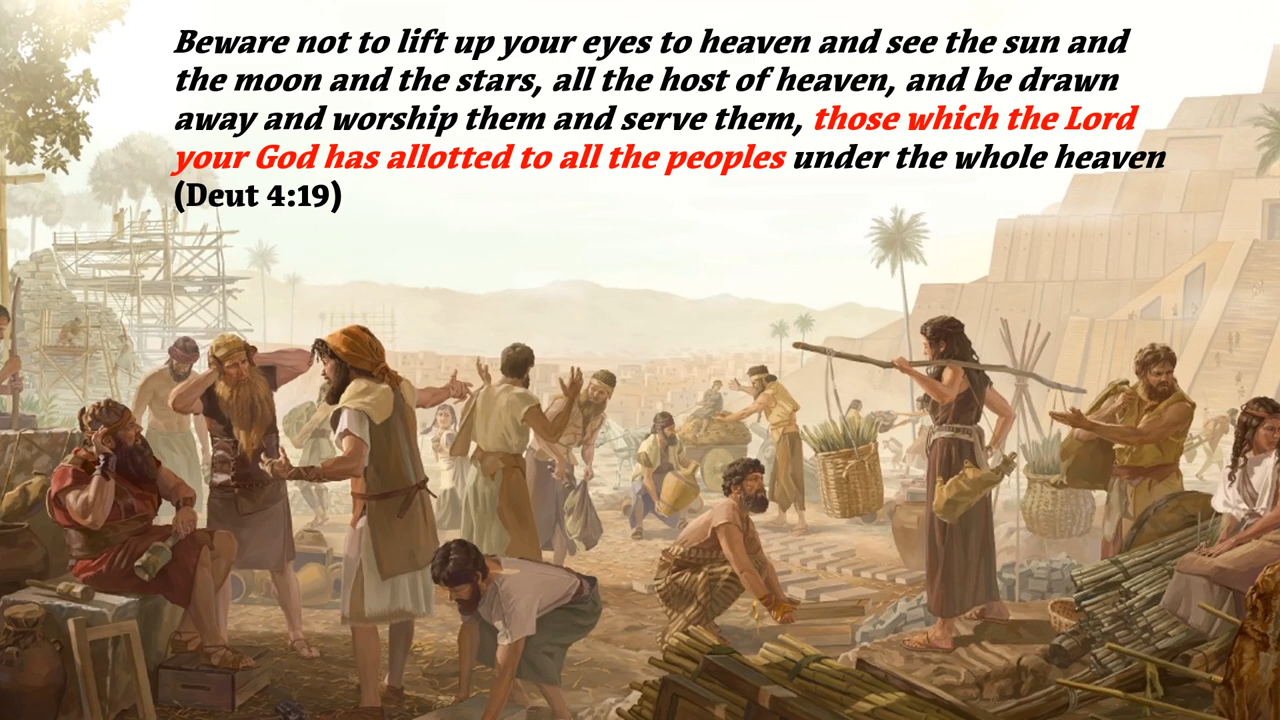 Beware not to lift up your eyes to heaven and see the sun and
the moon and the stars, all the host of heaven, and be drawn
away and worship them and serve them, those which the Lord
your God has allotted to all the peoples under the whole heaven
(Deut 4:19)